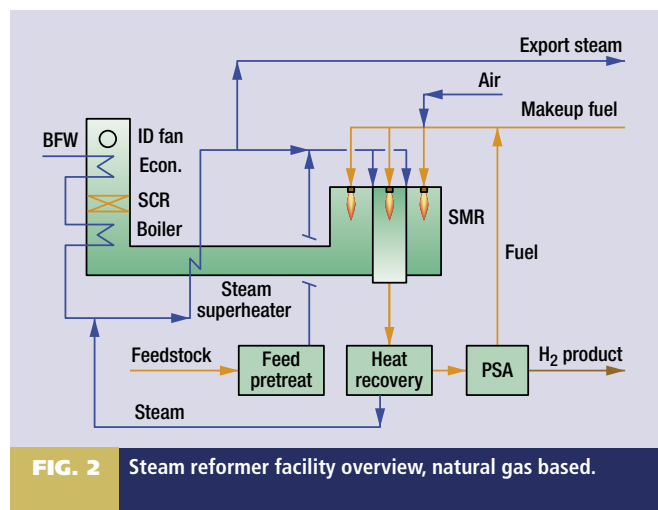 Export steam
Air
Makeup fuel
BFW
ID fan
Econ.
SCR
Boiler
SMR
Fuel
Steam
superheater
Feedstock
Feed
pretreat
Heat
recovery
PSA
H₂ product
Steam
FIG. 2 Steam reformer facility overview, natural gas based.